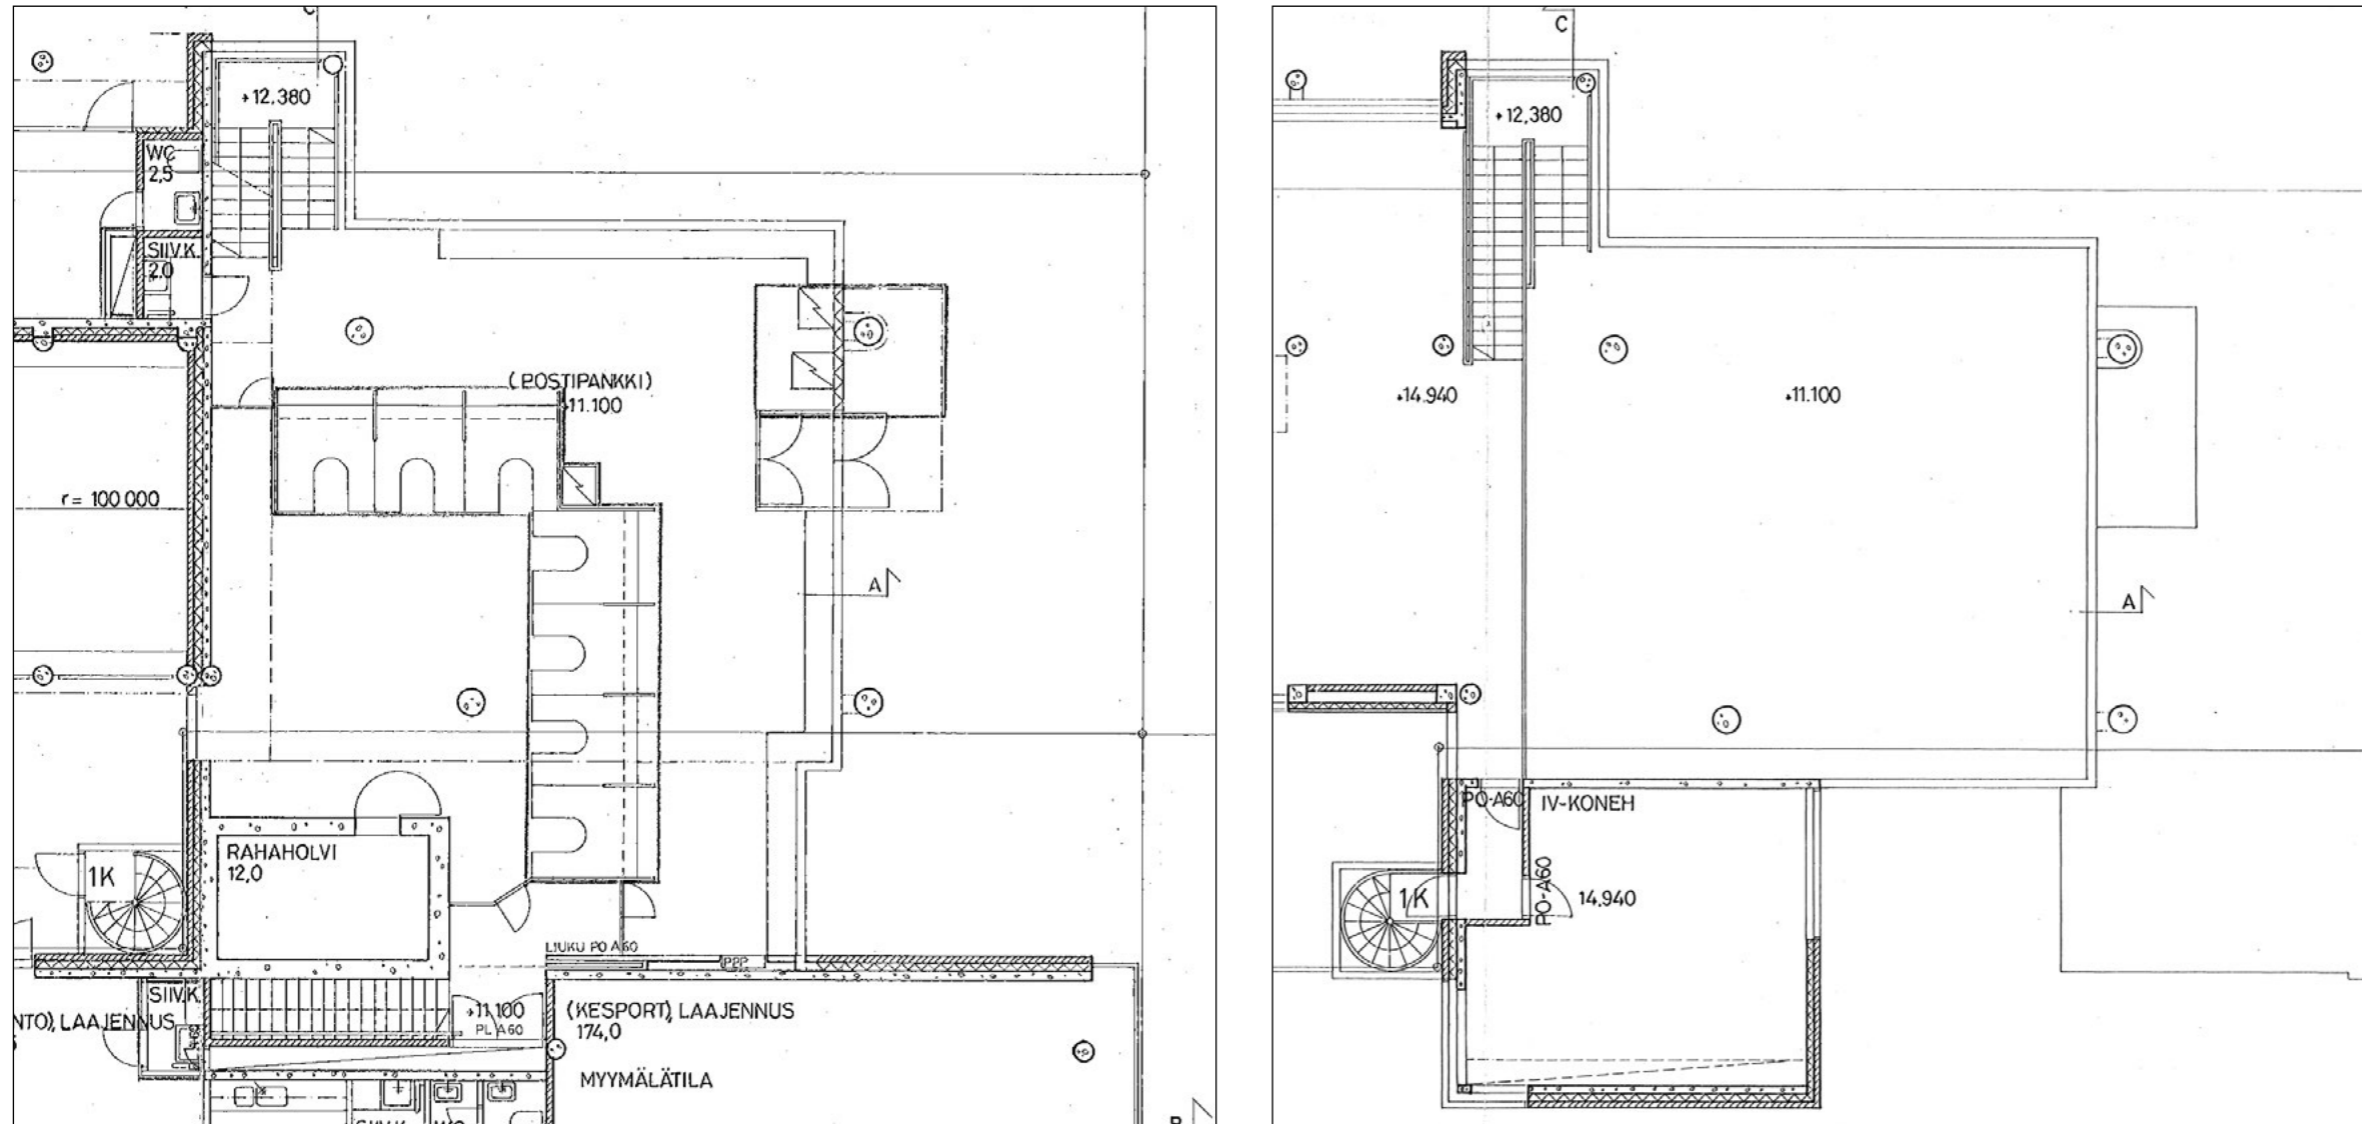 C
+12.380
WC
2,5
SIIV.K.
2.0
(POSTIPANKKI)
+11.100
r = 100 000
A
RAHAHOLVI
12,0
1K
LIUKU PO A60
SIIV.K.
NTO), LAAJENNUS
+11.100
PL A60
(KESPORT), LAAJENNUS
174,0
MYYMÄLÄTILA
C
+12,380
+14.940
+11.100
A
PO-A60
IV-KONEH
1K
PO-A60
14.940